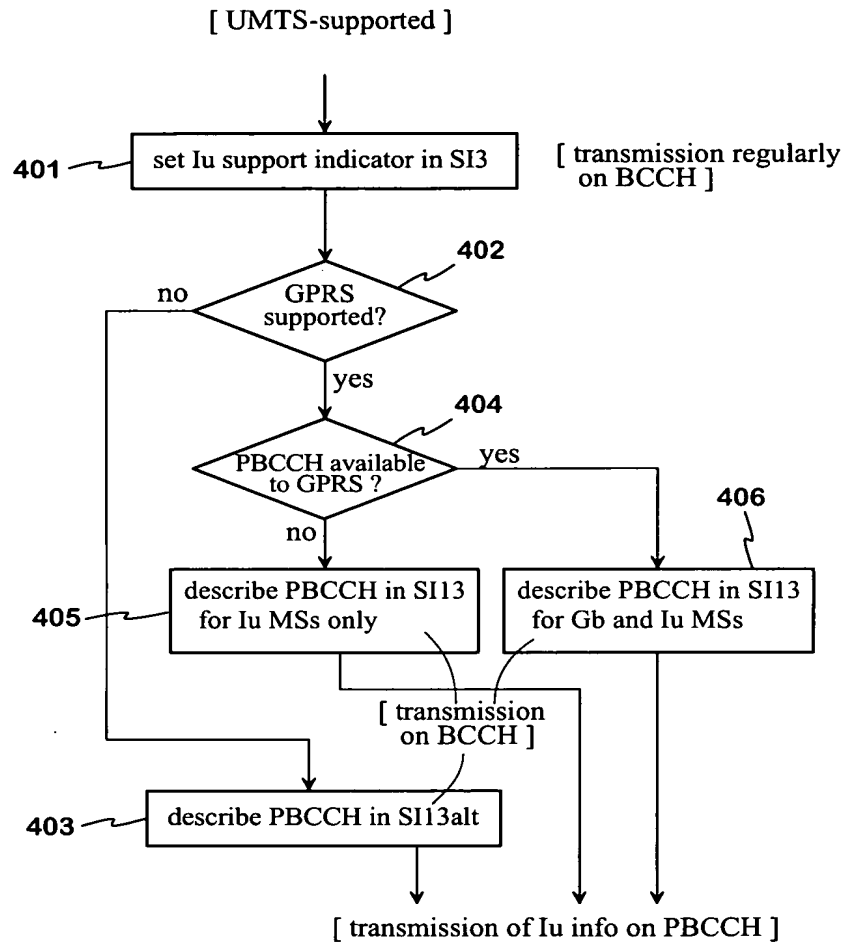 [ UMTS-supported ]
401
set Iu support indicator in SI3
[ transmission regularly
on BCCH ]
402
no
GPRS
supported?
yes
404
PBCCH available
to GPRS ?
yes
no
406
405
describe PBCCH in SI13
for Iu MSs only
describe PBCCH in SI13
for Gb and Iu MSs
[ transmission
on BCCH ]
403
describe PBCCH in SI13alt
[ transmission of Iu info on PBCCH ]